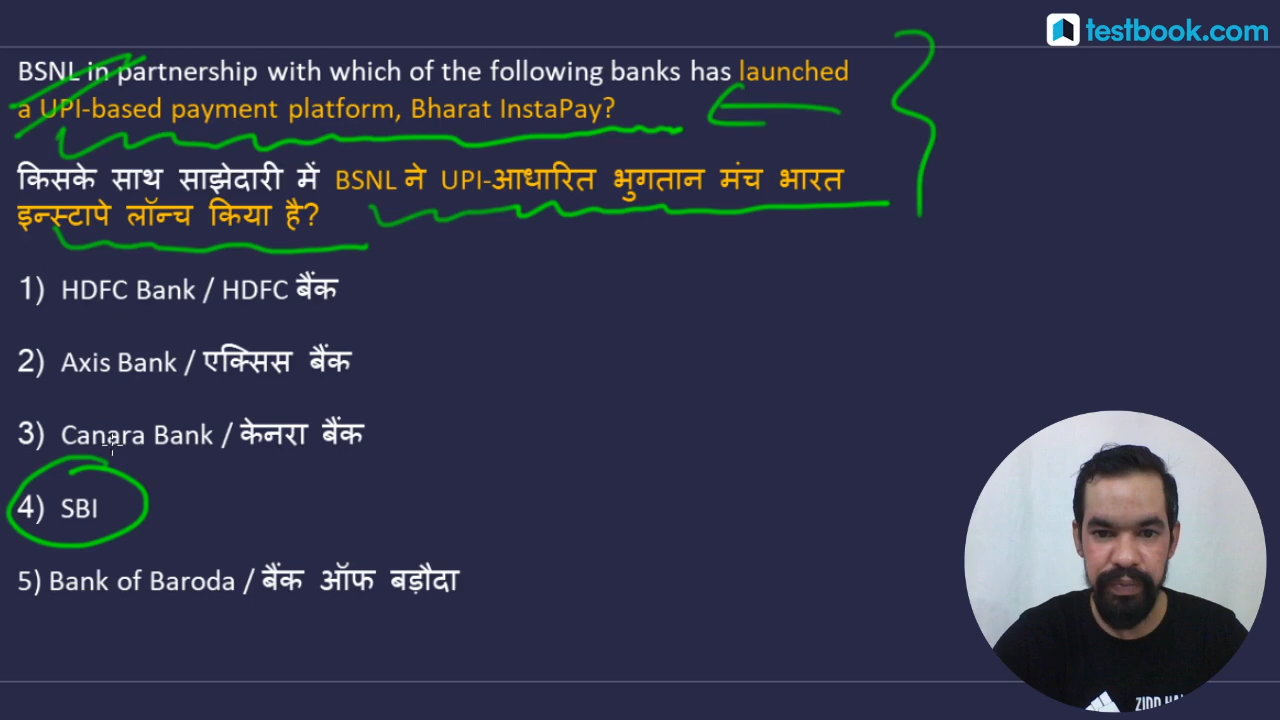 testbook.com
BSNL in partnership with which of the following banks has launched
a UPI-based payment platform, Bharat InstaPay?
किसके साथ साझेदारी में BSNL ने UPI-आधारित भुगतान मंच भारत
इन्स्टापे लॉन्च किया है?
1) HDFC Bank / HDFC बैंक
2) Axis Bank / एक्सिस बैंक
3) Canara Bank / केनरा बैंक
4) SBI
5) Bank of Baroda / बैंक ऑफ बड़ौदा